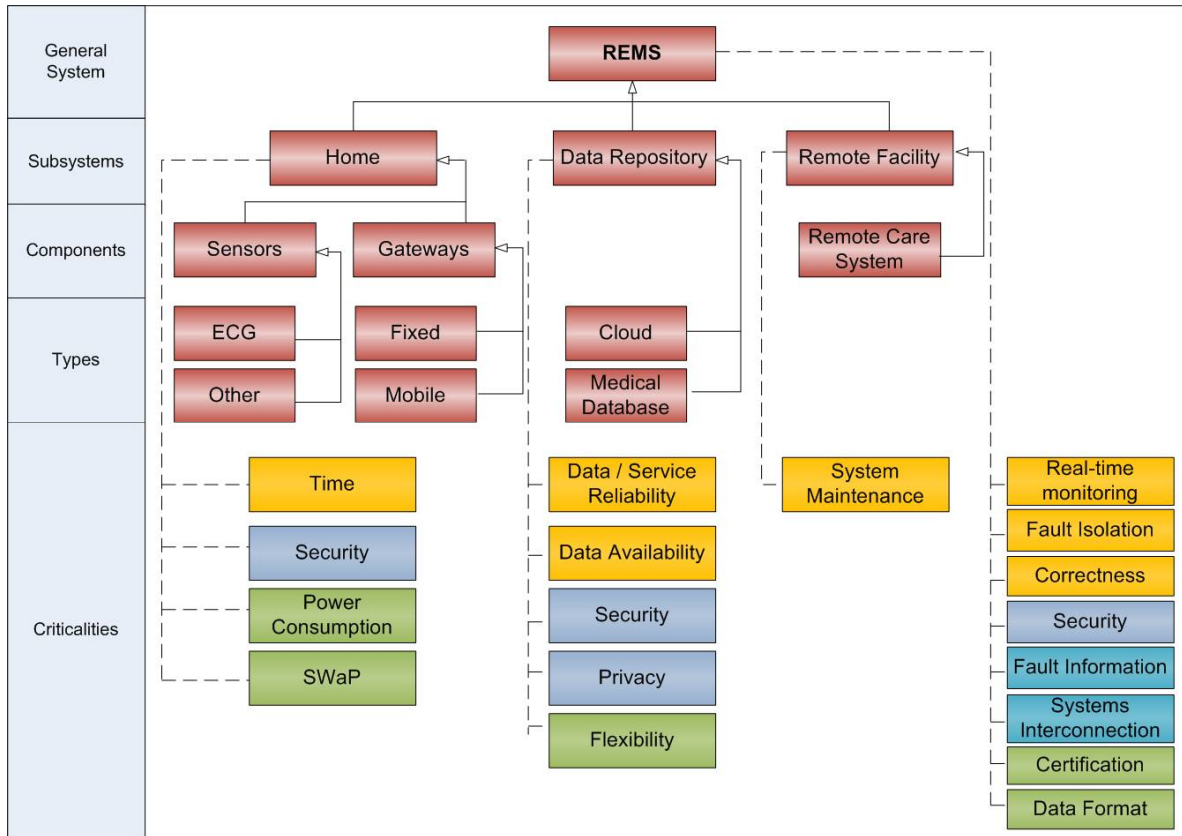 General
System
REMS
Subsystems
Home
Data Repository
Remote Facility
Components
Sensors
Gateways
Remote Care
System
Types
ECG
Fixed
Cloud
Other
Mobile
Medical
Database
Criticalities
Time
Security
Power
Consumption
SWaP
Data / Service
Reliability
Data Availability
Security
Privacy
Flexibility
System
Maintenance
Real-time
monitoring
Fault Isolation
Correctness
Security
Fault Information
Systems
Interconnection
Certification
Data Format